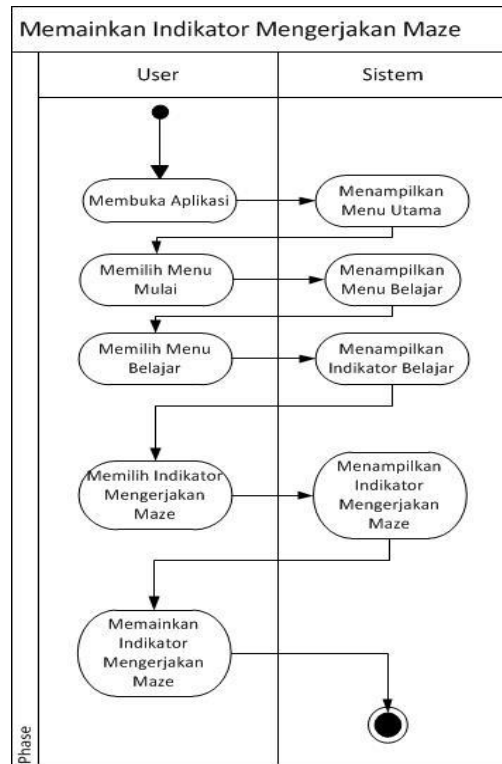 Memainkan Indikator Mengerjakan Maze
User
Sistem
Membuka Aplikasi
Menampilkan
Menu Utama
Memilih Menu
Mulai
Menampilkan
Menu Belajar
Memilih Menu
Belajar
Menampilkan
Indikator Belajar
Memilih Indikator
Mengerjakan
Maze
Menampilkan
Indikator
Mengerjakan
Maze
Memainkan
Indikator
Mengerjakan
Maze
Phase